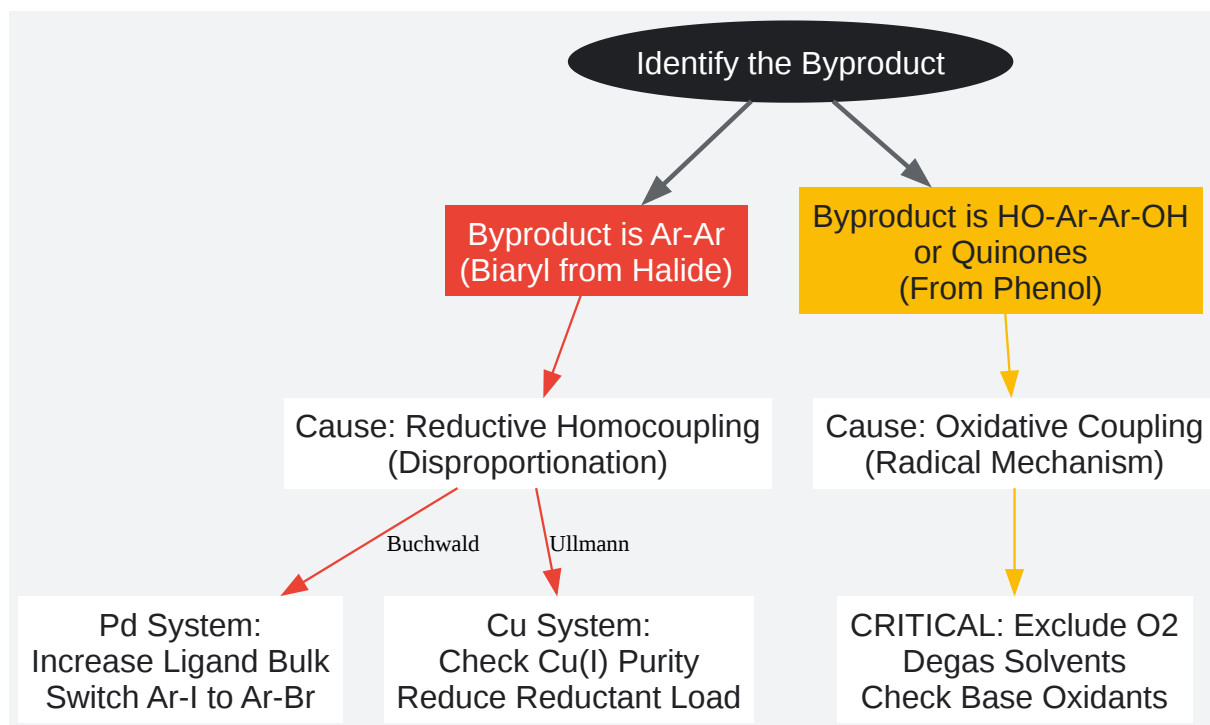 Identify the Byproduct
Byproduct is Ar-Ar
(Biaryl from Halide)
Byproduct is HO-Ar-Ar-OH
or Quinones
(From Phenol)
Cause: Reductive Homocoupling
(Disproportionation)
Cause: Oxidative Coupling
(Radical Mechanism)
Buchwald
Ullmann
Pd System:
Increase Ligand Bulk
Switch Ar-I to Ar-Br
Cu System:
Check Cu(I) Purity
Reduce Reductant Load
CRITICAL: Exclude O2
Degas Solvents
Check Base Oxidants